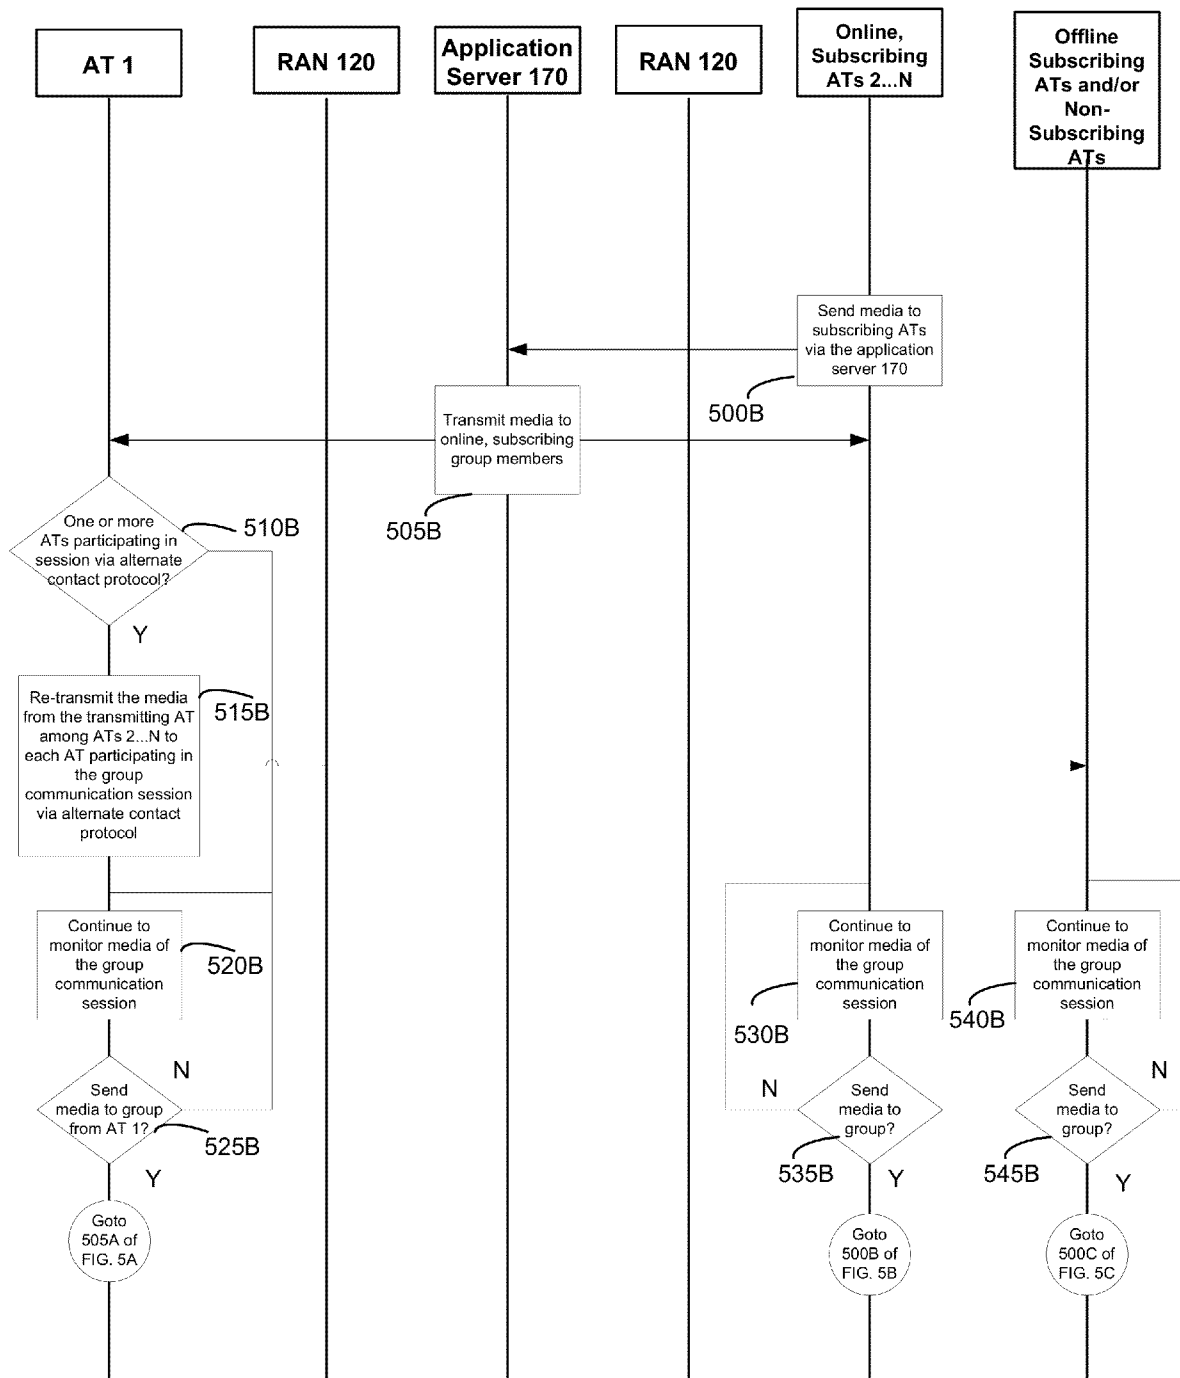 AT 1
RAN 120
Application
Server 170
RAN 120
Online,
Subscribing
ATs 2...N
Offline
Subscribing
ATs and/or
Non-
Subscribing
ATs
Send media to
subscribing ATs
via the application
server 170
500B
Transmit media to
online, subscribing
group members
505B
One or more
ATs participating in
session via alternate
contact protocol?
510B
Y
Re-transmit the media
from the transmitting AT
among ATs 2...N to
each AT participating in
the group
communication session
via alternate contact
protocol
515B
Continue to
monitor media of
the group
communication
session
520B
Continue to
monitor media of
the group
communication
session
530B
Continue to
monitor media of
the group
communication
session
540B
Send
media to group
from AT 1?
N
525B
Y
Send
media to
group?
N
535B
Y
Send
media to
group?
N
545B
Y
Goto
505A of
FIG. 5A
Goto
500B of
FIG. 5B
Goto
500C of
FIG. 5C